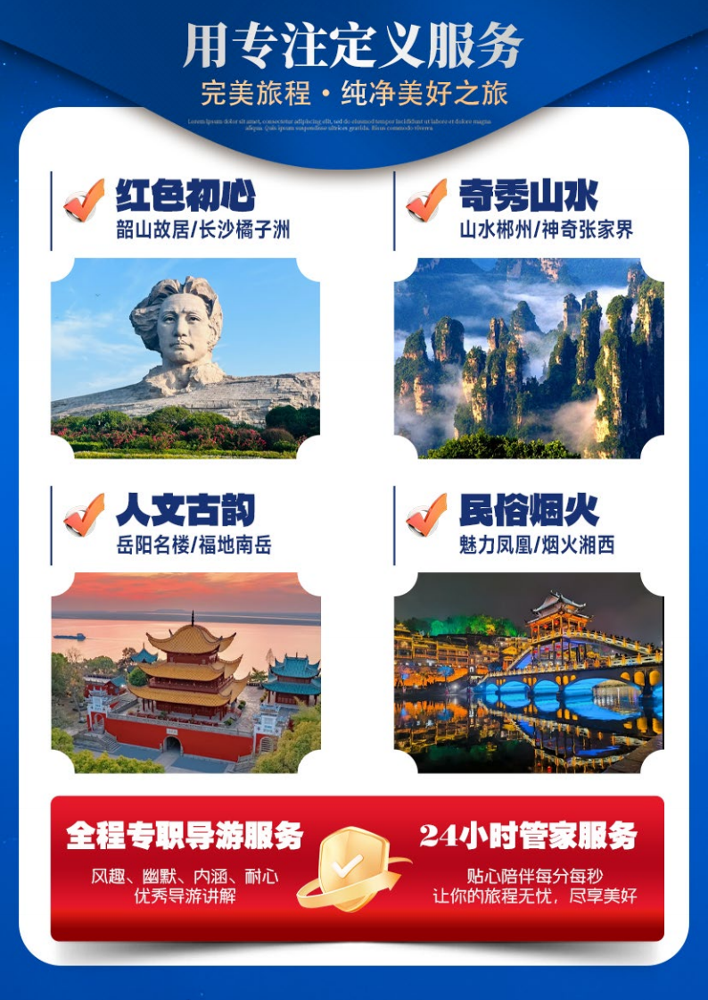 用专注定义服务
完美旅程·纯净美好之旅
Lorem ipsum dolor sit amet, consectetur adipiscing elit, sed do eiusmod tempor incididunt ut labore et dolore magna
aliqua. Quis ipsum suspendisse ultrices gravida. Risus commodo viverra
红色初心
韶山故居/长沙橘子洲
奇秀山水
山水郴州/神奇张家界
人文古韵
岳阳名楼/福地南岳
民俗烟火
魅力凤凰/烟火湘西
全程专职导游服务
风趣、幽默、内涵、耐心
优秀导游讲解
24小时管家服务
贴心陪伴每分每秒
让你的旅程无忧，尽享美好